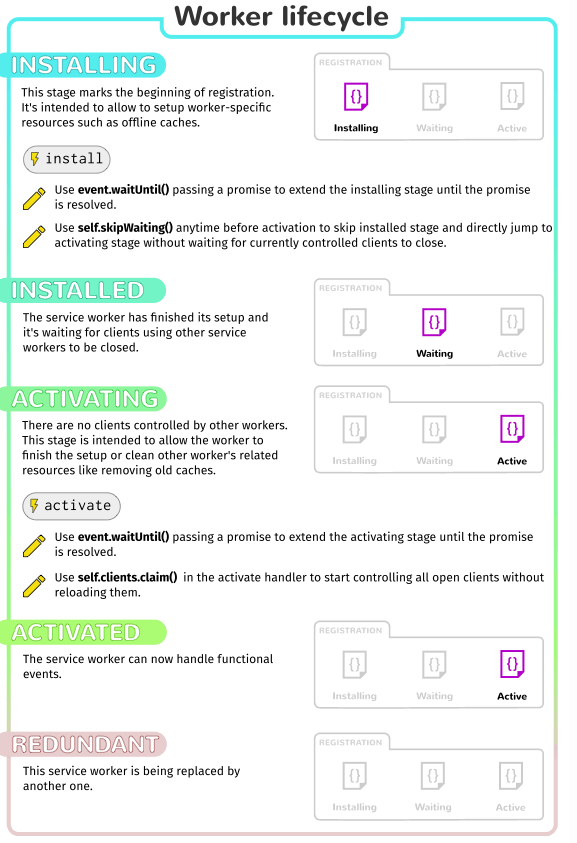 Worker lifecycle
INSTALLING
This stage marks the beginning of registration.
It's intended to allow to setup worker-specific
resources such as offline caches.
REGISTRATION
{}
{}
{}
Installing
Waiting
Active
install
Use event.waitUntil() passing a promise to extend the installing stage until the promise
is resolved.
Use self.skipWaiting() anytime before activation to skip installed stage and directly jump to
activating stage without waiting for currently controlled clients to close.
INSTALLED
The service worker has finished its setup and
it's waiting for clients using other service
workers to be closed.
REGISTRATION
{}
{}
{}
Installing
Waiting
Active
ACTIVATING
There are no clients controlled by other workers.
This stage is intended to allow the worker to
finish the setup or clean other worker's related
resources like removing old caches.
REGISTRATION
{}
{}
{}
Installing
Waiting
Active
activate
Use event.waitUntil() passing a promise to extend the activating stage until the promise
is resolved.
Use self.clients.claim() in the activate handler to start controlling all open clients without
reloading them.
ACTIVATED
The service worker can now handle functional
events.
REGISTRATION
{}
{}
{}
Installing
Waiting
Active
REDUNDANT
This service worker is being replaced by
another one.
REGISTRATION
{}
{}
{}
Installing
Waiting
Active